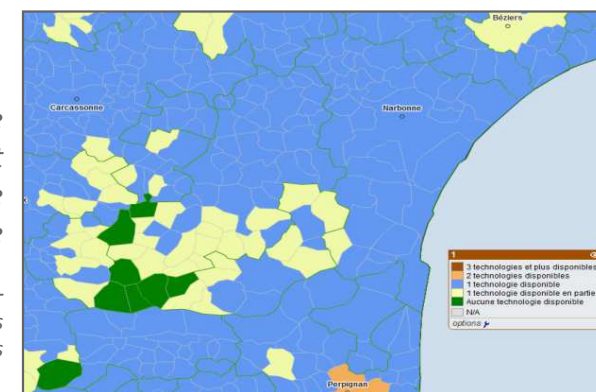 Béziers
Carcassonne
Narbonne
1
3 technologies et plus disponibles
2 technologies disponibles
1 technologie disponible
1 technologie disponible en partie
Aucune technologie disponible
N/A
options
Perpignan